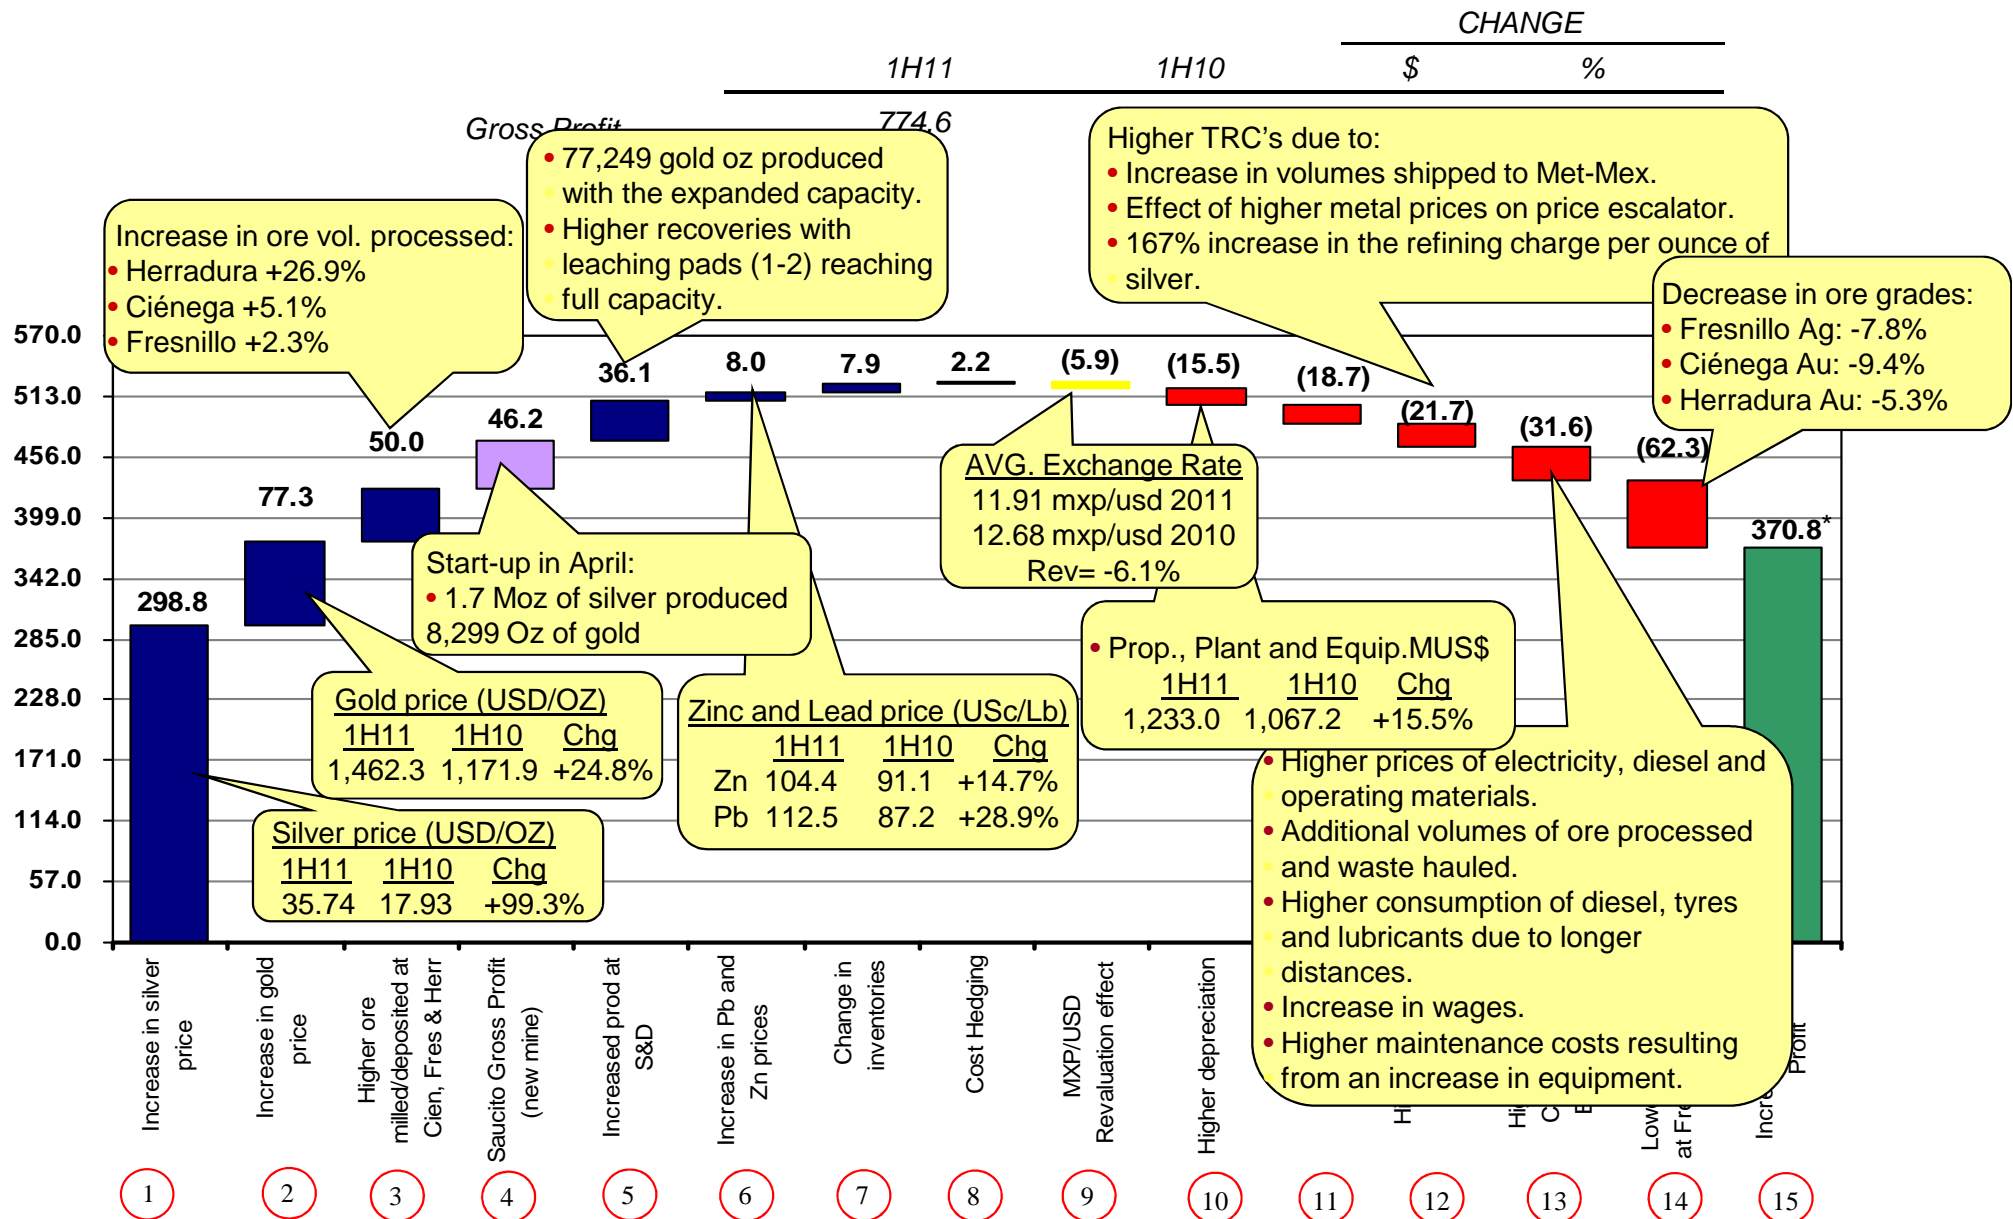 CHANGE
1H11 1H10 $ %
Gross Profit 774.6
• 77,249 gold oz produced
with the expanded capacity.
• Higher recoveries with
leaching pads (1-2) reaching
full capacity.
Higher TRC’s due to:
• Increase in volumes shipped to Met-Mex.
• Effect of higher metal prices on price escalator.
• 167% increase in the refining charge per ounce of
silver.
Increase in ore vol. processed:
• Herradura +26.9%
• Ciénega +5.1%
• Fresnillo +2.3%
Decrease in ore grades:
• Fresnillo Ag: -7.8%
• Ciénega Au: -9.4%
• Herradura Au: -5.3%
570.0
513.0
456.0
399.0
342.0
285.0
228.0
171.0
114.0
57.0
0.0
298.8
77.3
50.0
46.2
36.1
8.0
7.9
2.2
(5.9)
(15.5)
(18.7)
(21.7)
(31.6)
(62.3)
370.8*
AVG. Exchange Rate
11.91 mxp/usd 2011
12.68 mxp/usd 2010
Rev= -6.1%
Start-up in April:
• 1.7 Moz of silver produced
8,299 Oz of gold
• Prop., Plant and Equip.MUS$
1H11 1H10 Chg
1,233.0 1,067.2 +15.5%
Gold price (USD/OZ)
1H11 1H10 Chg
1,462.3 1,171.9 +24.8%
Zinc and Lead price (USc/Lb)
1H11 1H10 Chg
Zn 104.4 91.1 +14.7%
Pb 112.5 87.2 +28.9%
Silver price (USD/OZ)
1H11 1H10 Chg
35.74 17.93 +99.3%
• Higher prices of electricity, diesel and
operating materials.
• Additional volumes of ore processed
and waste hauled.
• Higher consumption of diesel, tyres
and lubricants due to longer
distances.
• Increase in wages.
• Higher maintenance costs resulting
from an increase in equipment.
Increase in silver
price
Increase in gold
price
Higher ore
milled/deposited at
Cien, Fres & Herr
Saucito Gross Profit
(new mine)
Increased prod at
S&D
Increase in Pb and
Zn prices
Change in
inventories
Cost Hedging
MXP/USD
Revaluation effect
Higher depreciation
at
Profit
1
2
3
4
5
6
7
8
9
10
11
12
13
14
15